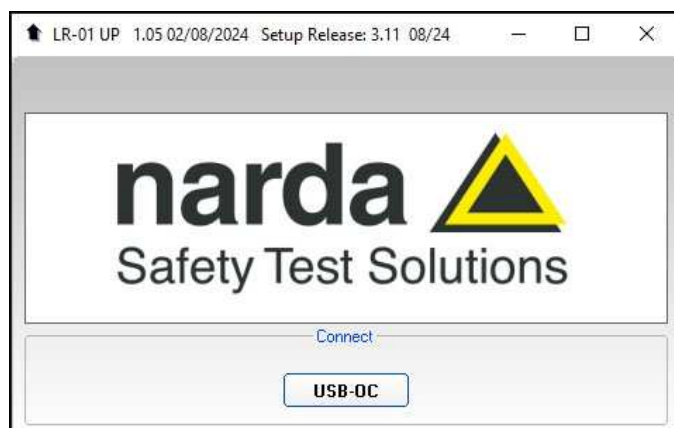 LR-01 UP 1.05 02/08/2024 Setup Release: 3.11 08/24
narda
Safety Test Solutions
Connect
USB-OC